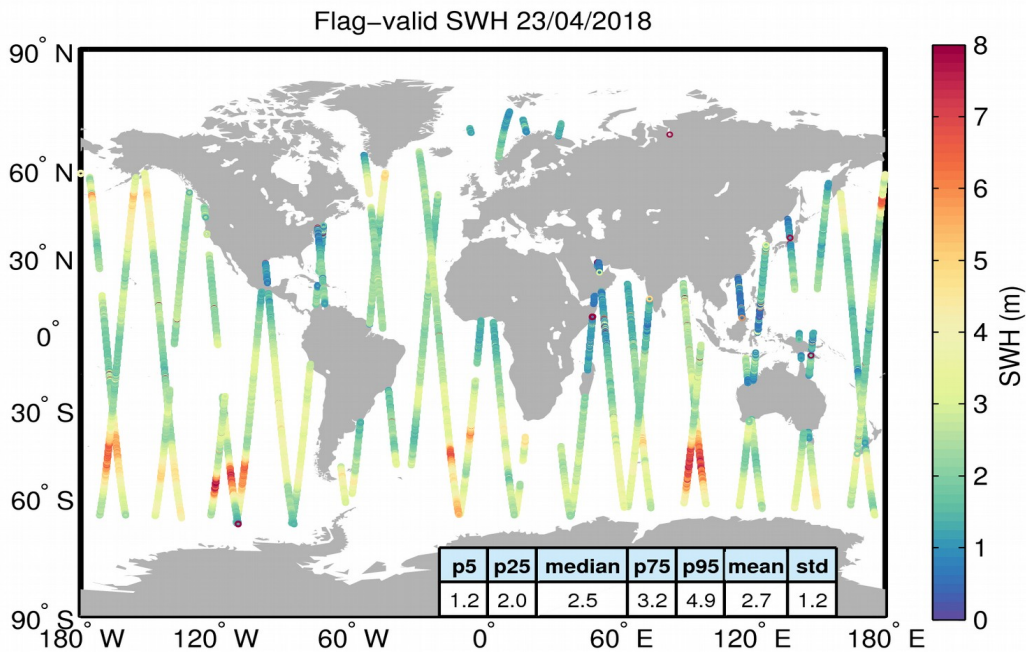 Flag-valid SWH 23/04/2018
90° N
60° N
30° N
0°
30° S
60° S
90° S
180° W
120° W
60° W
0°
60° E
120° E
180° E
p5 p25 median p75 p95 mean std
1.2 2.0 2.5 3.2 4.9 2.7 1.2
8
7
6
5
4
3
2
1
0
SWH (m)